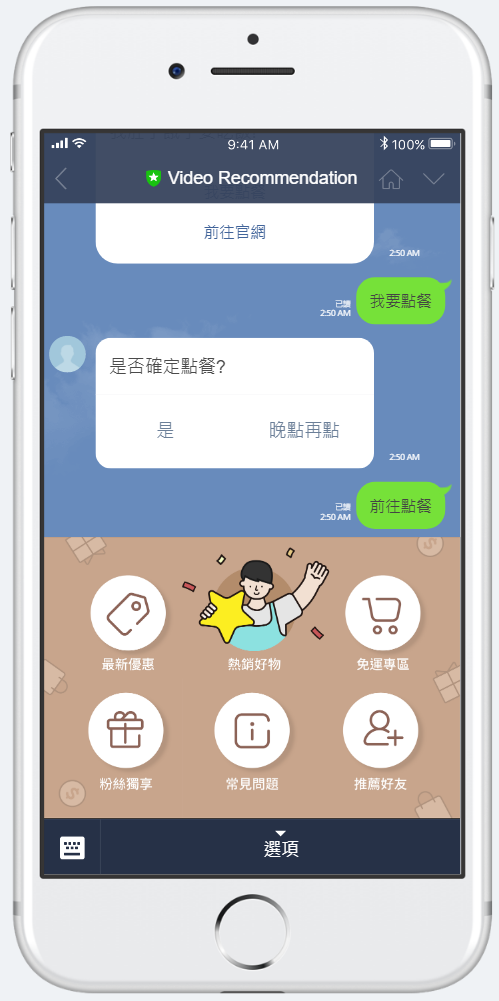 9:41 AM
100%
Video Recommendation
前往官網
2:50 AM
已讀
2:50 AM
我要點餐
是否確定點餐?
是
晚點再點
2:50 AM
已讀
2:50 AM
前往點餐
最新優惠
熱銷好物
免運專區
粉絲獨享
常見問題
推薦好友
選項